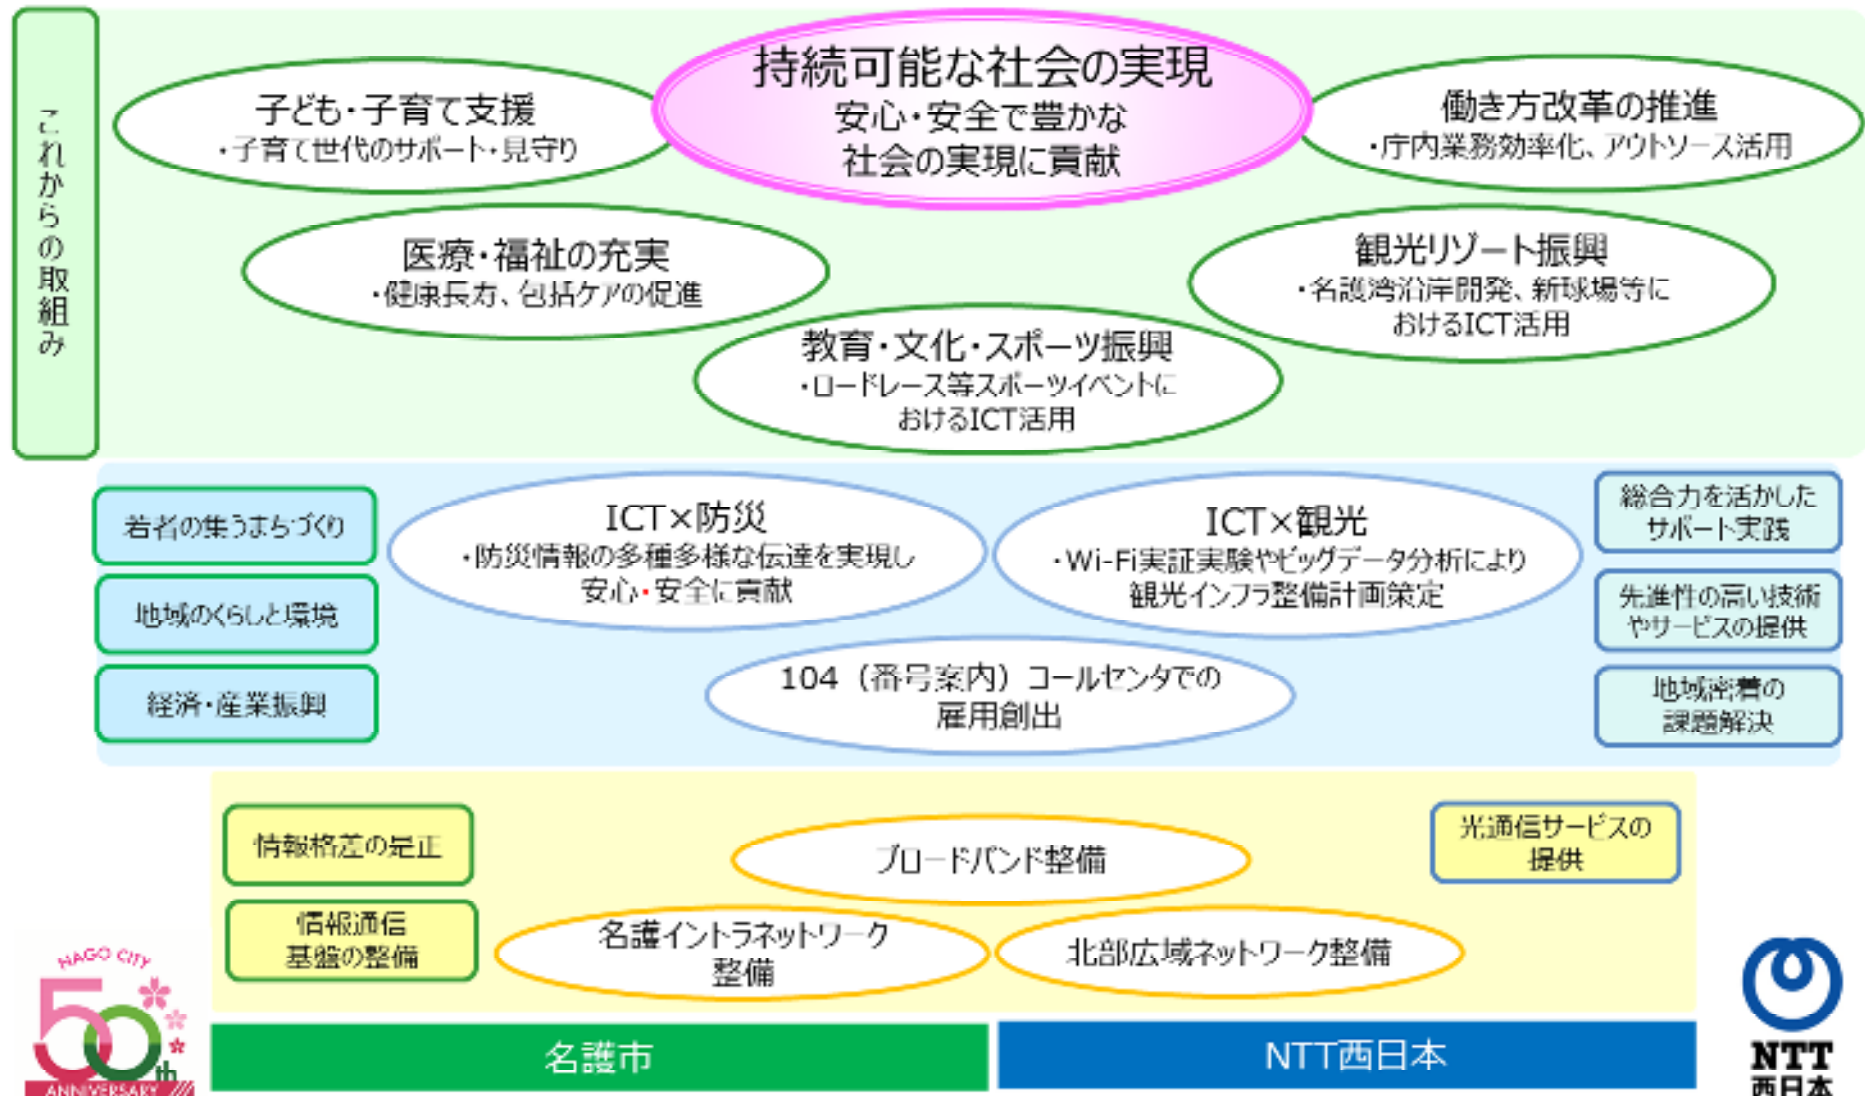 これからの取組み
持続可能な社会の実現
安心・安全で豊かな
社会の実現に貢献
子ども・子育て支援
・子育て世代のサポート・見守り
働き方改革の推進
・庁内業務効率化、アウトソース活用
医療・福祉の充実
・健康長寿、包括ケアの促進
観光リゾート振興
・名護湾沿岸開発、新球場等に
おけるICT活用
教育・文化・スポーツ振興
・ロードレース等スポーツイベントに
おけるICT活用
若者の集うまちづくり
地域のくらしと環境
経済・産業振興
ICT×防災
・防災情報の多種多様な伝達を実現し
安心・安全に貢献
ICT×観光
・Wi-Fi実証実験やビッグデータ分析により
観光インフラ整備計画策定
104（番号案内）コールセンタでの
雇用創出
総合力を活かした
サポート実践
先進性の高い技術
やサービスの提供
地域密着の
課題解決
情報格差の是正
情報通信
基盤の整備
ブロードバンド整備
名護イントラネットワーク
整備
北部広域ネットワーク整備
光通信サービスの
提供
名護市
NTT西日本
NAGO CITY
50th
ANNIVERSARY
NTT
西日本